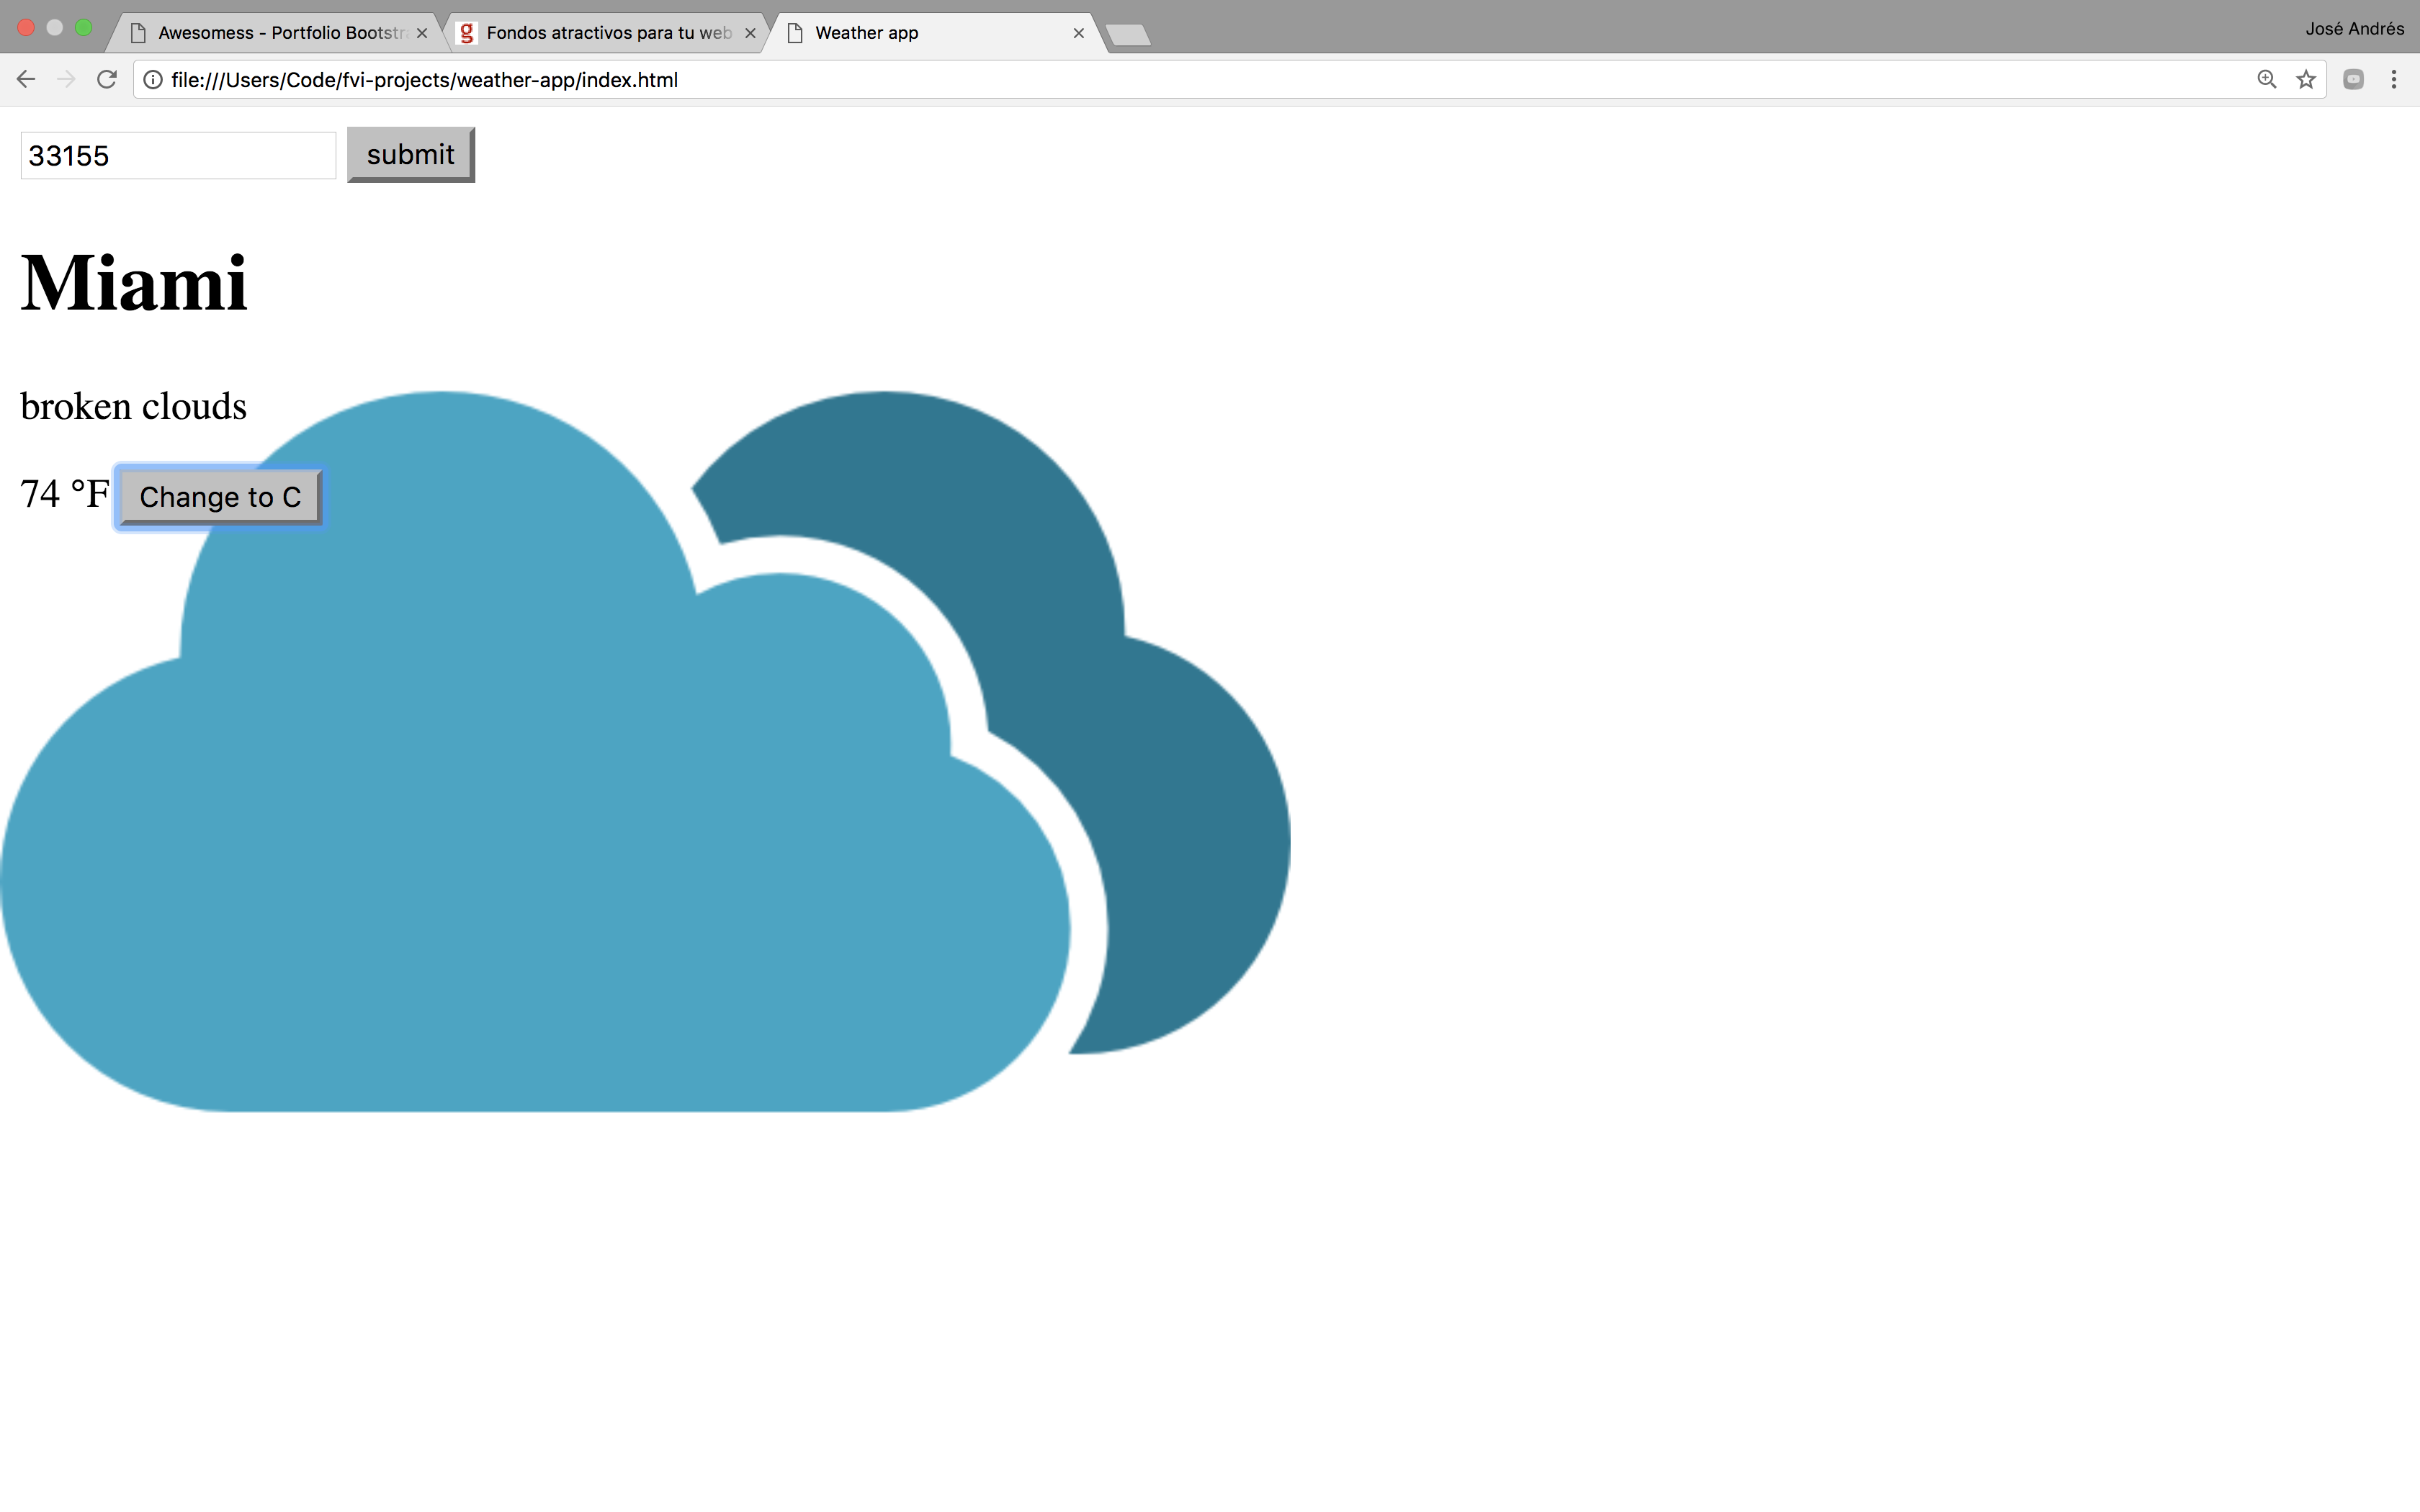 Awesomess - Portfolio Bootstr
g Fondos atractivos para tu web
Weather app
José Andrés
file:///Users/Code/fvi-projects/weather-app/index.html
33155 submit
Miami
broken clouds
74 °F Change to C